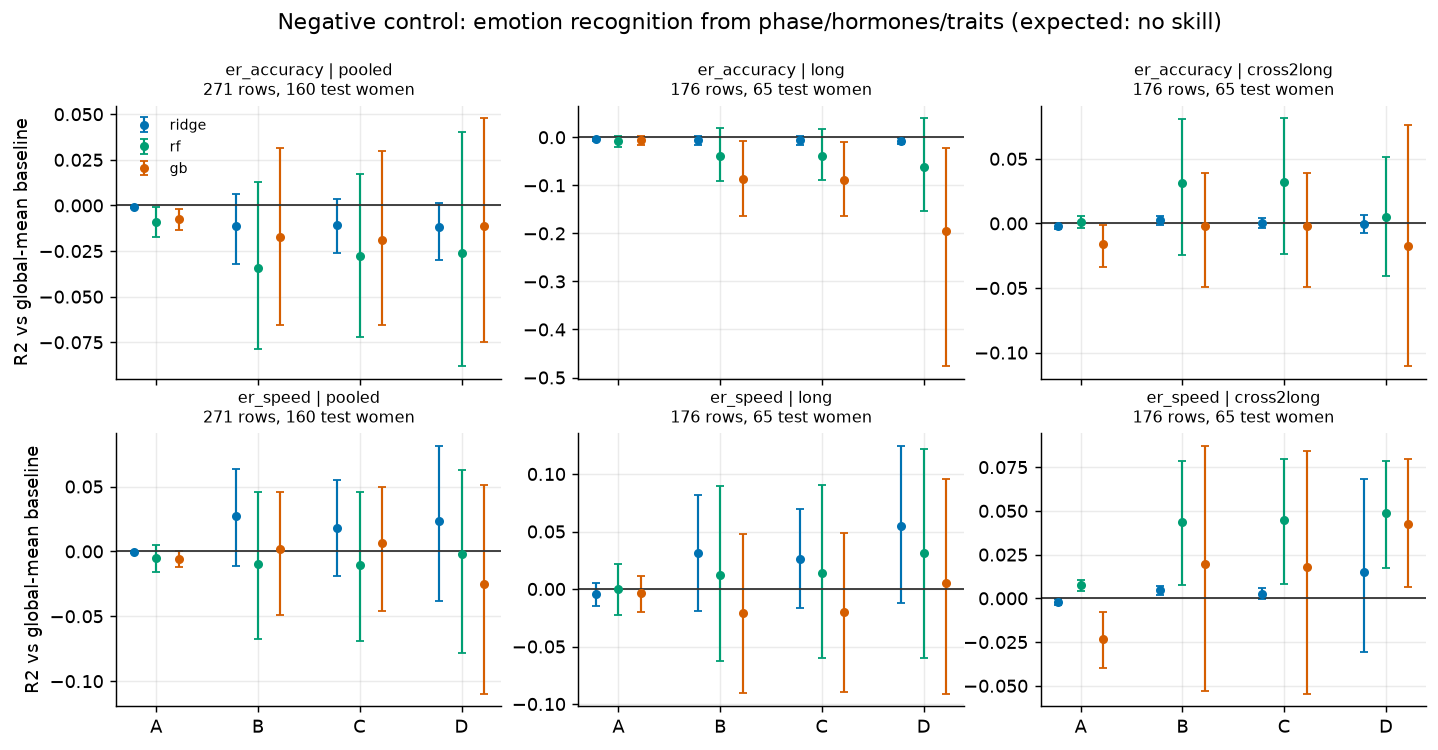 Negative control: emotion recognition from phase/hormones/traits (expected: no skill)
er_accuracy | pooled
271 rows, 160 test women
er_accuracy | long
176 rows, 65 test women
er_accuracy | cross2long
176 rows, 65 test women
R2 vs global-mean baseline
0.050
0.025
0.000
−0.025
−0.050
−0.075
ridge
rf
gb
0.0
−0.1
−0.2
−0.3
−0.4
−0.5
0.05
0.00
−0.05
−0.10
er_speed | pooled
271 rows, 160 test women
er_speed | long
176 rows, 65 test women
er_speed | cross2long
176 rows, 65 test women
R2 vs global-mean baseline
0.05
0.00
−0.05
−0.10
A B C D
0.10
0.05
0.00
−0.05
−0.10
A B C D
0.075
0.050
0.025
0.000
−0.025
−0.050
A B C D